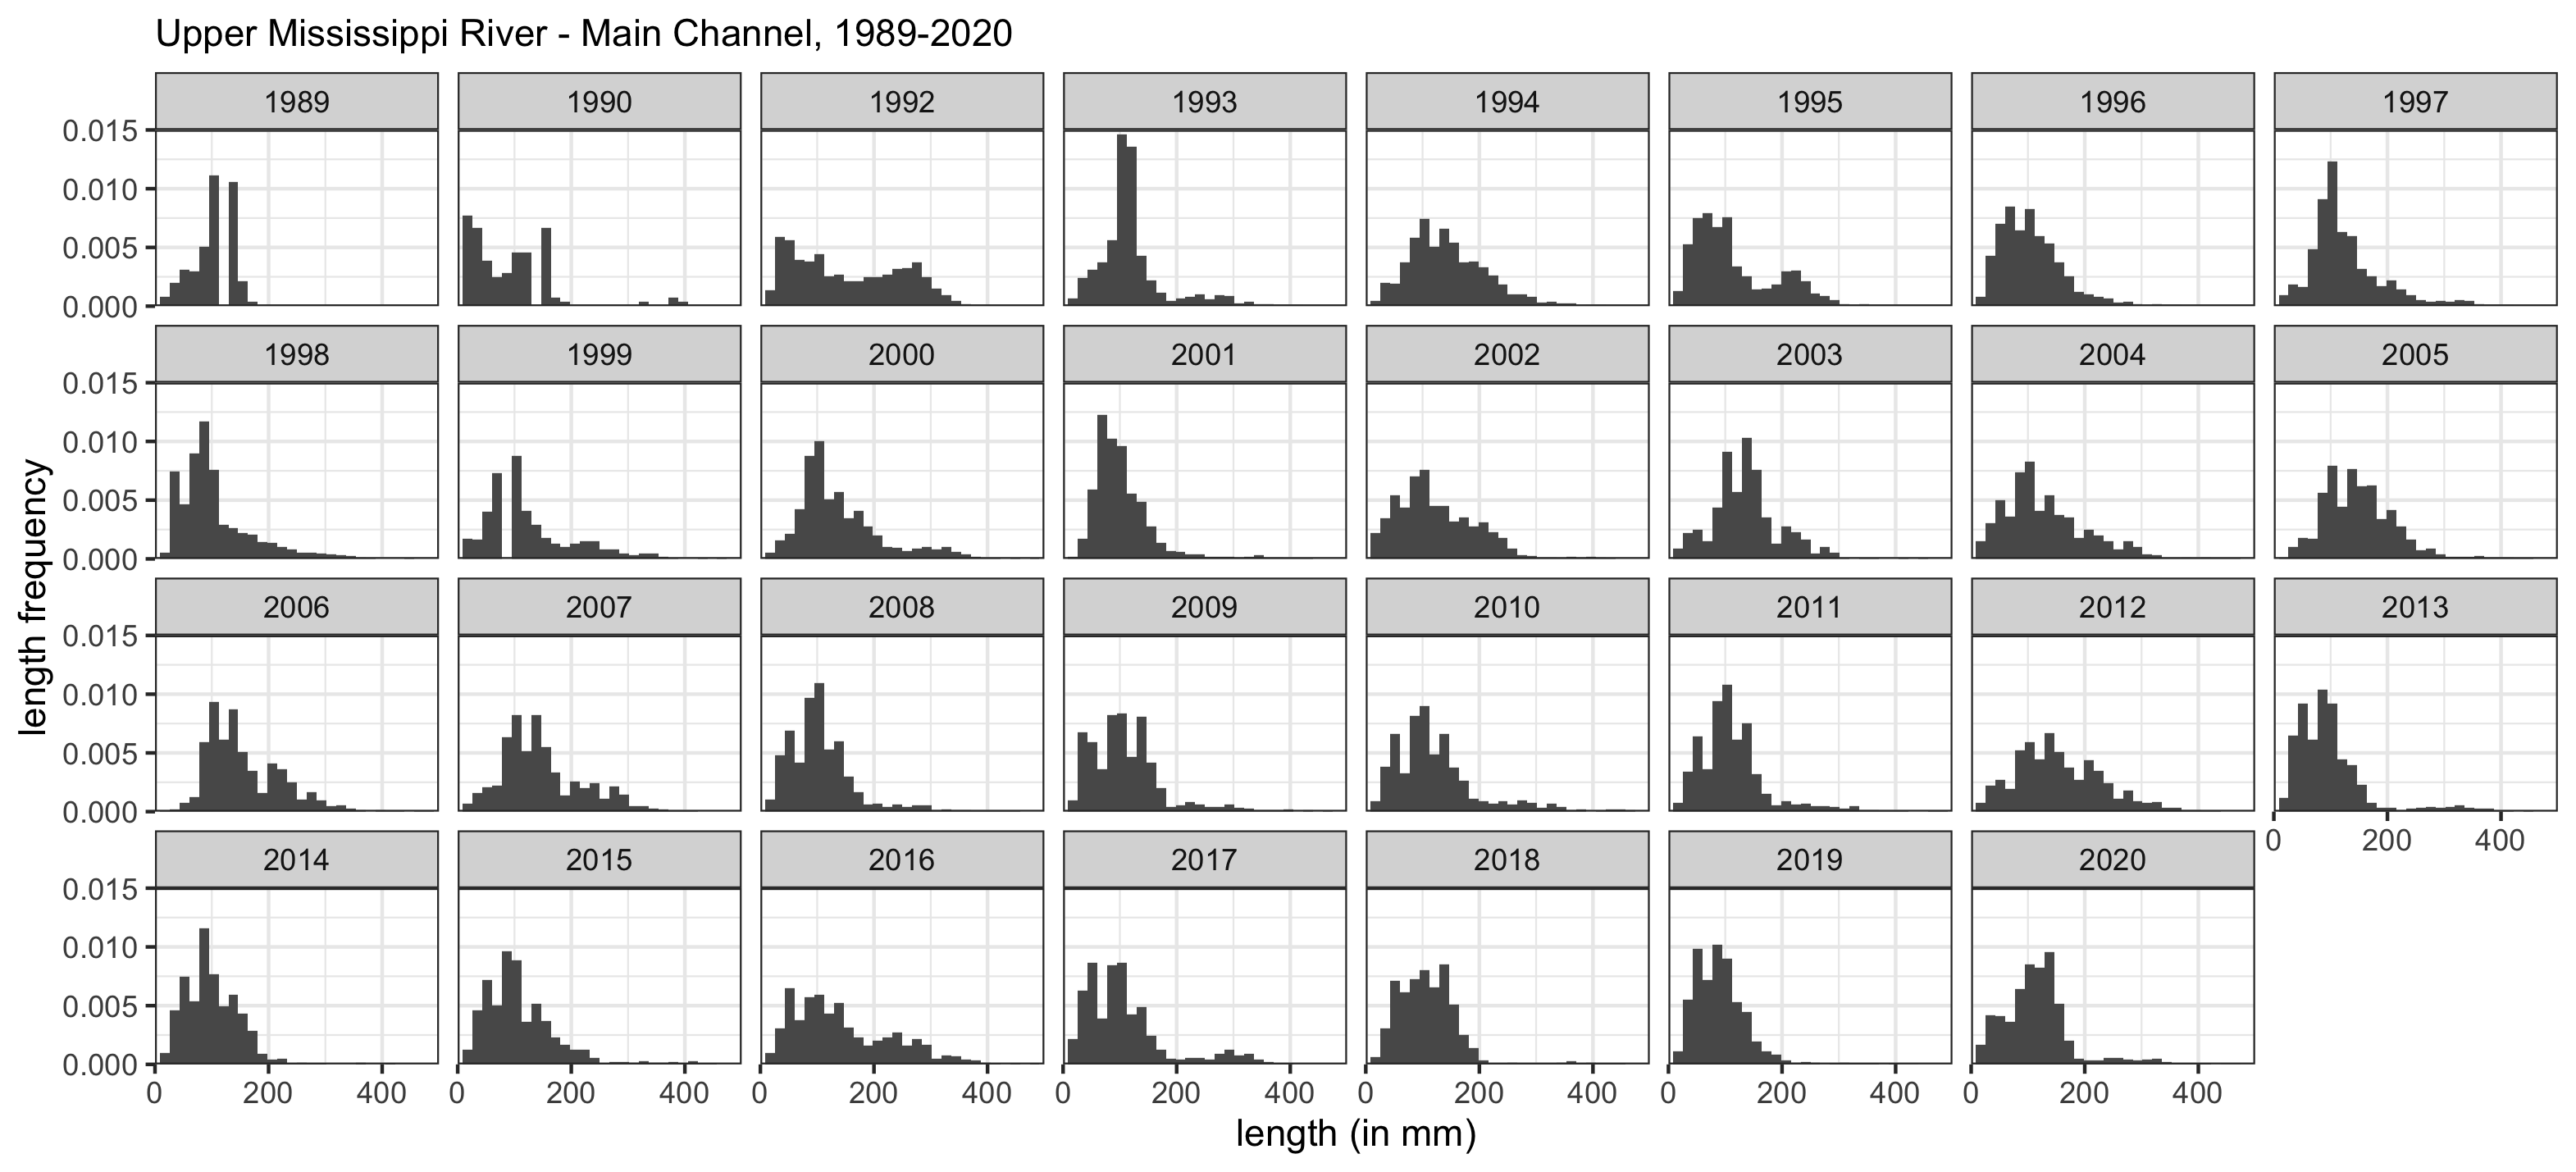 Upper Mississippi River - Main Channel, 1989-2020
1989 1990 1992 1993 1994 1995 1996 1997
0.015
0.010
0.005
0.000
1998 1999 2000 2001 2002 2003 2004 2005
0.015
0.010
0.005
0.000
2006 2007 2008 2009 2010 2011 2012 2013
0.015
0.010
0.005
0.000
0 200 400
2014 2015 2016 2017 2018 2019 2020
0.015
0.010
0.005
0.000
0 200 400 0 200 400 0 200 400 0 200 400 0 200 400 0 200 400 0 200 400
length (in mm)
length frequency